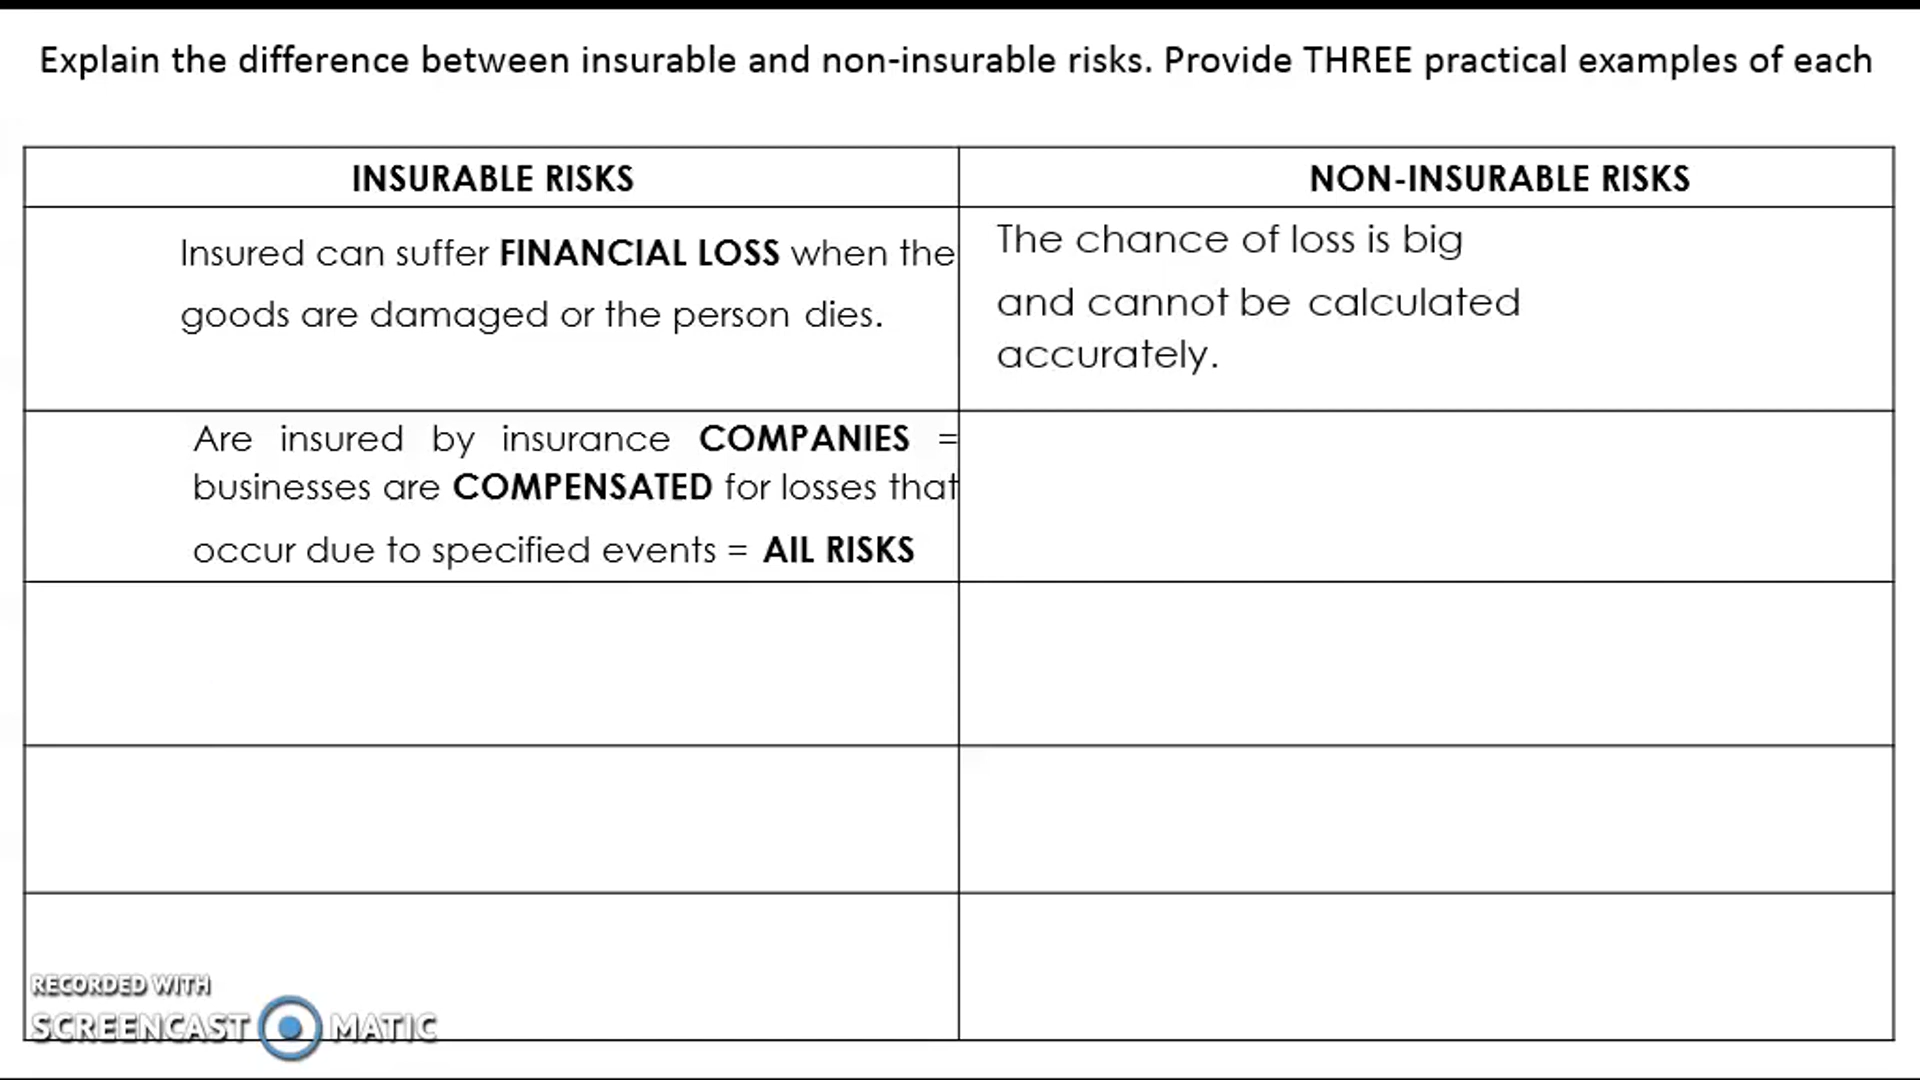 Explain the difference between insurable and non-insurable risks. Provide THREE practical examples of each
INSURABLE RISKS
NON-INSURABLE RISKS
Insured can suffer FINANCIAL LOSS when the
goods are damaged or the person dies.
The chance of loss is big
and cannot be calculated
accurately.
Are insured by insurance COMPANIES =
businesses are COMPENSATED for losses that
occur due to specified events = AIL RISKS
RECORDED WITH
SCREENCAST MATIC